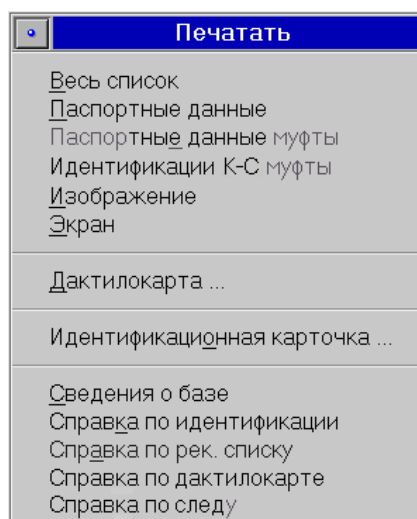 Печатать
Весь список
Паспортные данные
Паспортные данные муфты
Идентификации К-С муфты
Изображение
Экран
Дактилокарта ...
Идентификационная карточка ...
Сведения о базе
Справка по идентификации
Справка по рек. списку
Справка по дактилокарте
Справка по следу